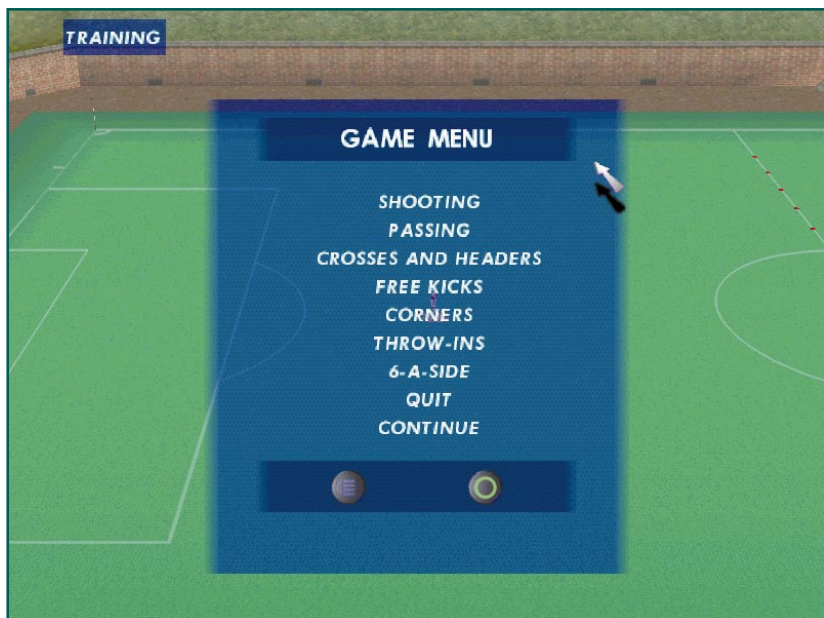 TRAINING
GAME MENU
SHOOTING
PASSING
CROSSES AND HEADERS
FREE KICKS
CORNERS
THROW-INS
6-A-SIDE
QUIT
CONTINUE